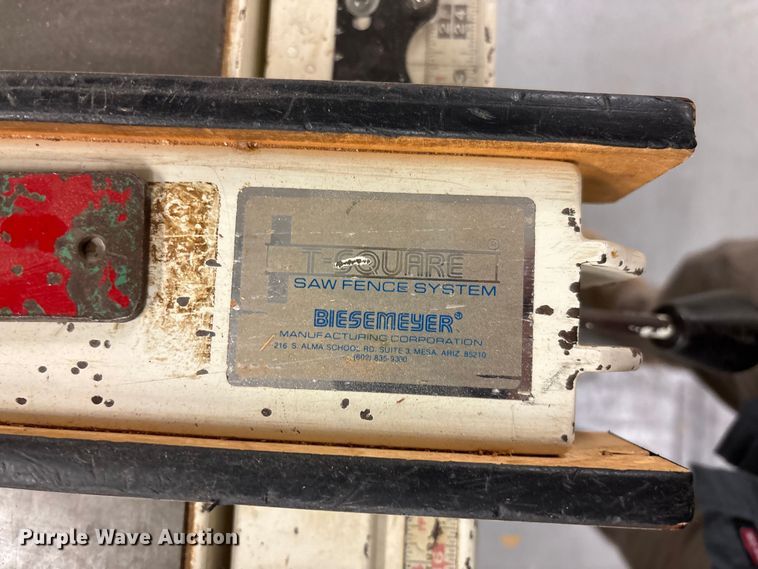 T-SQUARE®
SAW FENCE SYSTEM
BIESEMEYER®
MANUFACTURING CORPORATION
216 S. ALMA SCHOOL RD. SUITE 3, MESA, ARIZ. 85210
(602) 835-9300
Purple Wave Auction